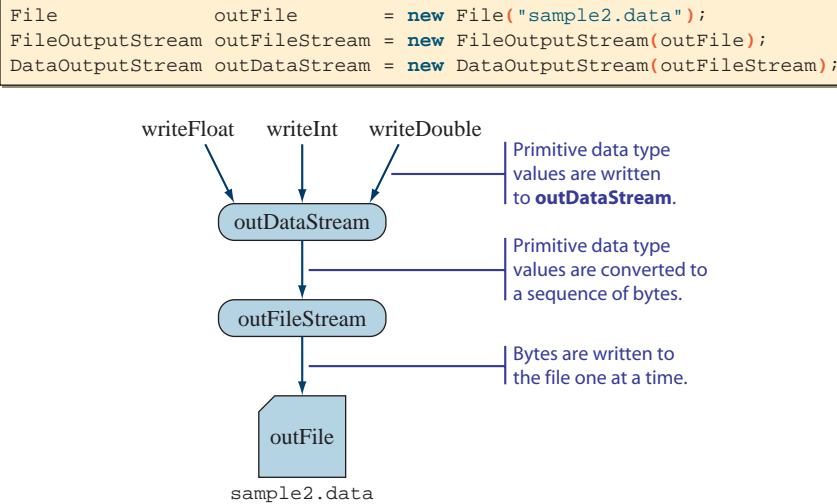 File outFile = new File("sample2.data");
FileOutputStream outFileStream = new FileOutputStream(outFile);
DataOutputStream outDataStream = new DataOutputStream(outFileStream);
writeFloat writeInt writeDouble
Primitive data type
values are written
to outDataStream.
outDataStream
Primitive data type
values are converted to
a sequence of bytes.
outFileStream
Bytes are written to
the file one at a time.
outFile
sample2.data